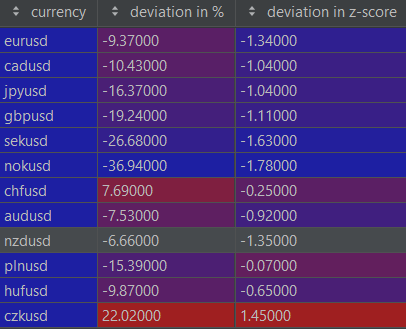 currency deviation in % deviation in z-score
eurusd -9.37000 -1.34000
cadusd -10.43000 -1.04000
jpyusd -16.37000 -1.04000
gbpusd -19.24000 -1.11000
sekusd -26.68000 -1.63000
nokusd -36.94000 -1.78000
chfusd 7.69000 -0.25000
audusd -7.53000 -0.92000
nzdusd -6.66000 -1.35000
plnusd -15.39000 -0.07000
hufusd -9.87000 -0.65000
czkusd 22.02000 1.45000